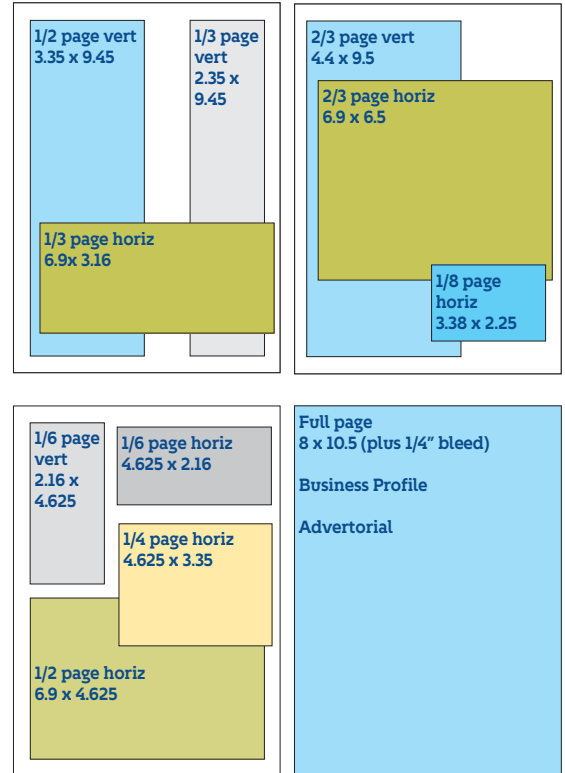 1/2 page vert
3.35 x 9.45
1/3 page
vert
2.35 x
9.45
1/3 page horiz
6.9x 3.16
2/3 page vert
4.4 x 9.5
2/3 page horiz
6.9 x 6.5
1/8 page
horiz
3.38 x 2.25
1/6 page
vert
2.16 x
4.625
1/6 page horiz
4.625 x 2.16
1/4 page horiz
4.625 x 3.35
1/2 page horiz
6.9 x 4.625
Full page
8 x 10.5 (plus 1/4” bleed)
Business Profile
Advertorial